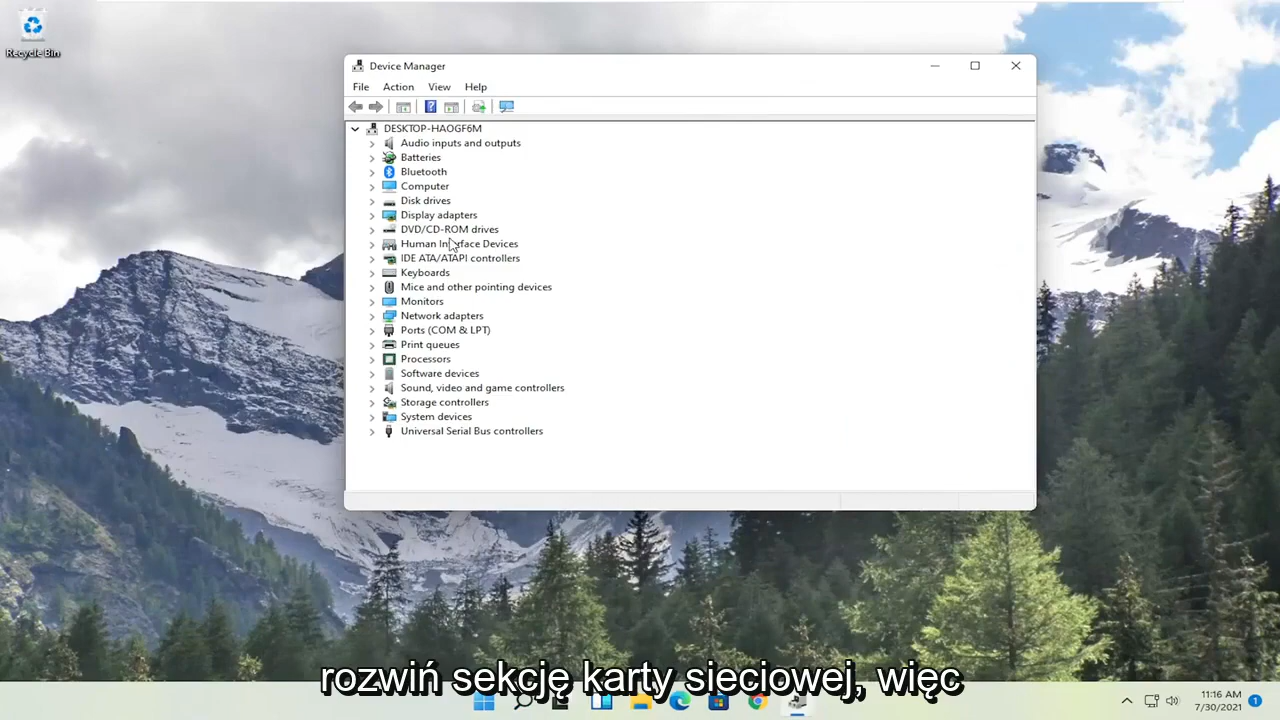 Recycle Bin
Device Manager
File Action View Help
DESKTOP-HAOGF6M
Audio inputs and outputs
Batteries
Bluetooth
Computer
Disk drives
Display adapters
DVD/CD-ROM drives
Human Interface Devices
IDE ATA/ATAPI controllers
Keyboards
Mice and other pointing devices
Monitors
Network adapters
Ports (COM & LPT)
Print queues
Processors
Software devices
Sound, video and game controllers
Storage controllers
System devices
Universal Serial Bus controllers
rozwiń sekcję karty sieciowej, więc
11:16 AM
7/30/2021
1